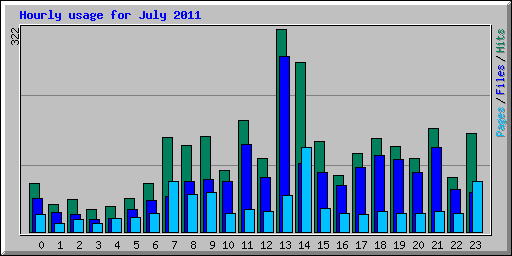 Hourly usage for July 2011
322
Pages / Files / Hits
0 1 2 3 4 5 6 7 8 9 10 11 12 13 14 15 16 17 18 19 20 21 22 23